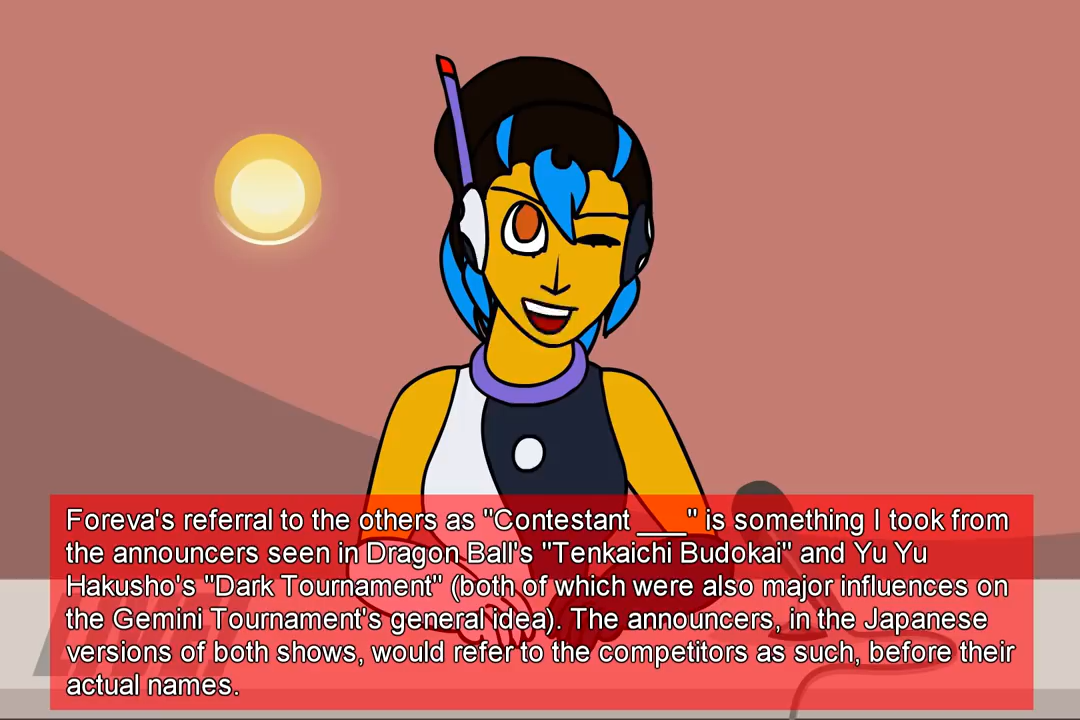 Foreva's referral to the others as "Contestant ___" is something I took from
the announcers seen in Dragon Ball's "Tenkaichi Budokai" and Yu Yu
Hakusho's "Dark Tournament" (both of which were also major influences on
the Gemini Tournament's general idea). The announcers, in the Japanese
versions of both shows, would refer to the competitors as such, before their
actual names.